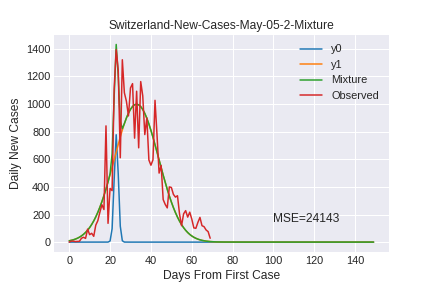 Switzerland-New-Cases-May-05-2-Mixture
1400
1200
1000
800
600
400
200
0
Daily New Cases
y0
y1
Mixture
Observed
MSE=24143
0 20 40 60 80 100 120 140
Days From First Case